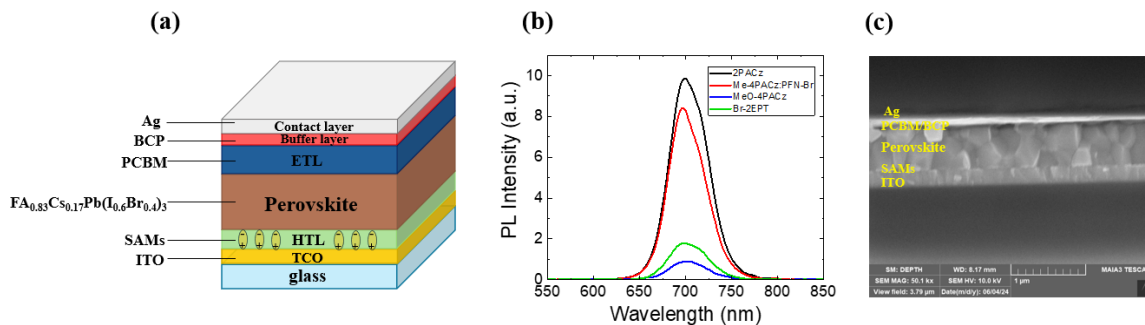 (a)
Ag
BCP
PCBM
FA0.83Cs0.17Pb(I0.6Br0.4)3
SAMs
ITO
Contact layer
Buffer layer
ETL
Perovskite
HTL
TCO
glass
(b)
PL Intensity (a.u.)
10
8
6
4
2
0
550 600 650 700 750 800 850
Wavelength (nm)
2PACz
Me-4PACz:PFN-Br
MeO-4PACz
Br-2EPT
(c)
Ag
PCBM/BCP
Perovskite
SAMs
ITO
SM: DEPTH WD: 8.17 mm MAIA3 TESCA
SEM MAG: 50.1 kx SEM HV: 10.0 kV 1 µm
View field: 3.79 µm Date(m/d/y): 06/04/24